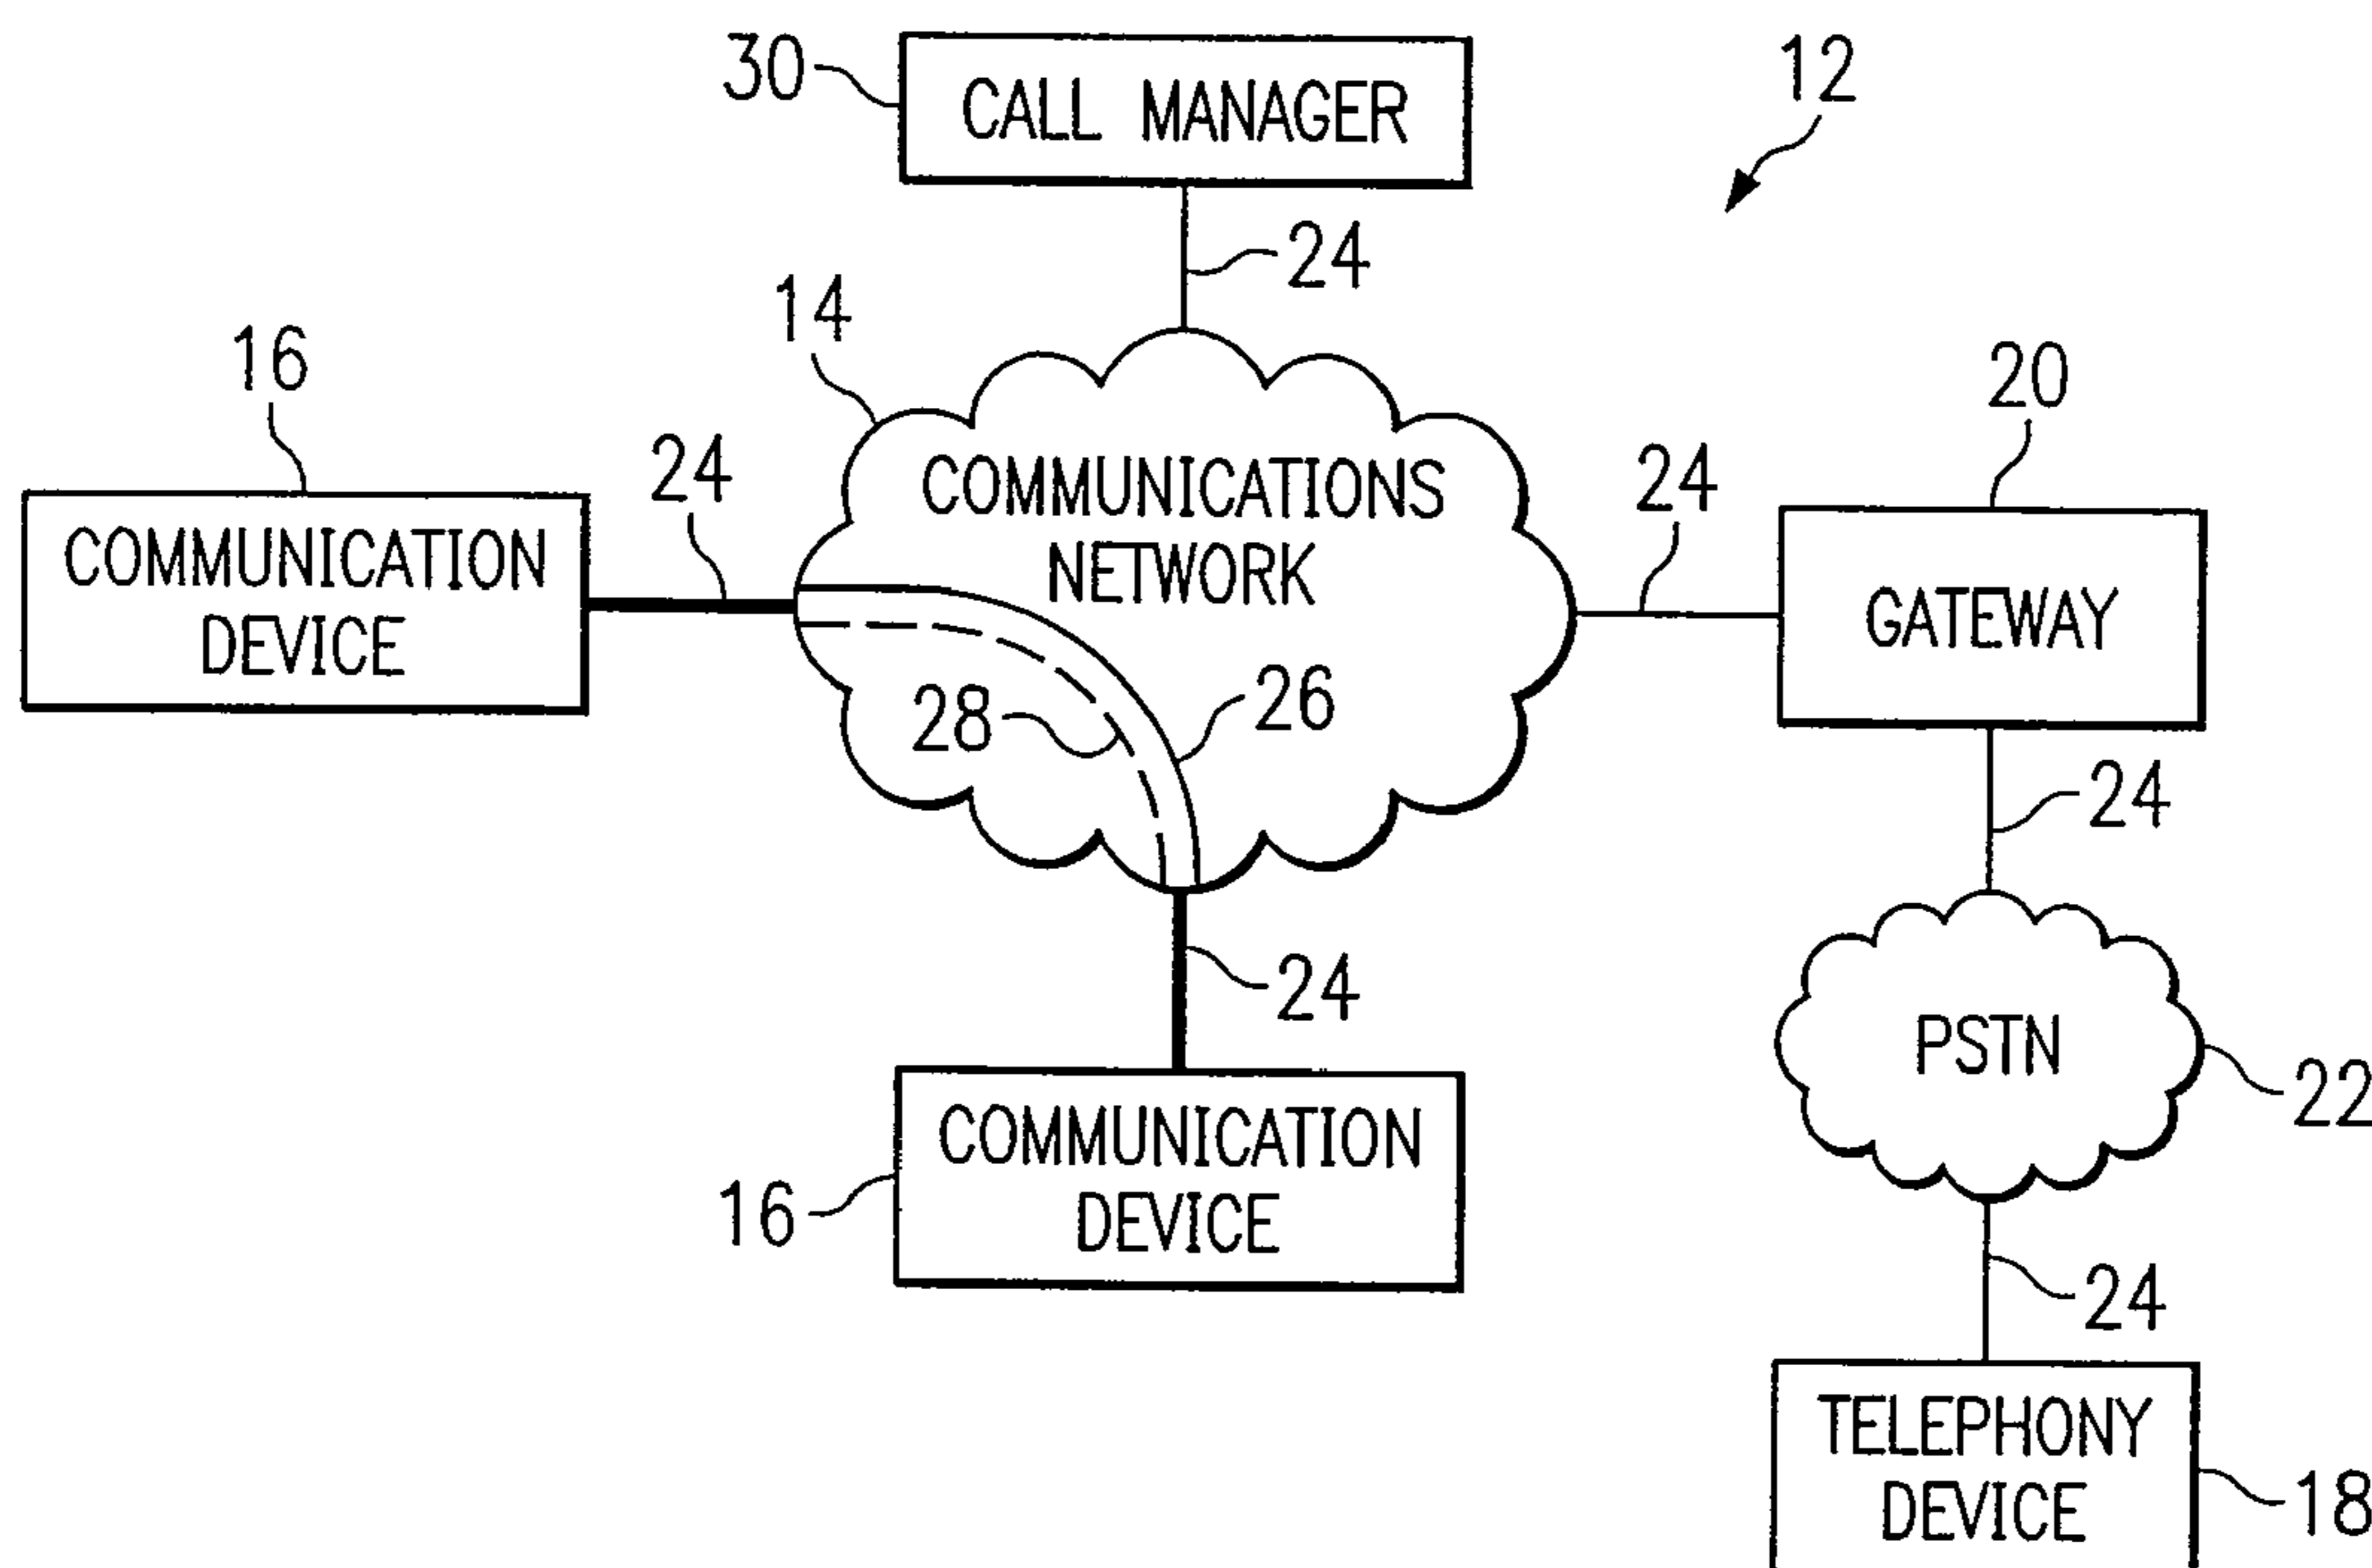 30
CALL MANAGER
12
24
14
16
24
COMMUNICATIONS
NETWORK
20
24
COMMUNICATION
DEVICE
GATEWAY
28
26
24
24
PSTN
22
COMMUNICATION
DEVICE
16
24
TELEPHONY
DEVICE
18